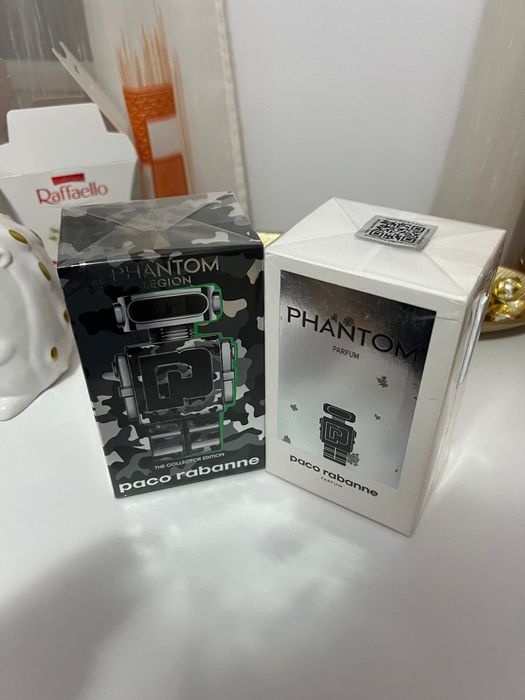 Raffaello
PHANTOM
LEGION
THE COLLECTOR EDITION
paco rabanne
PHANTOM
PARFUM
paco rabanne
PARFUM